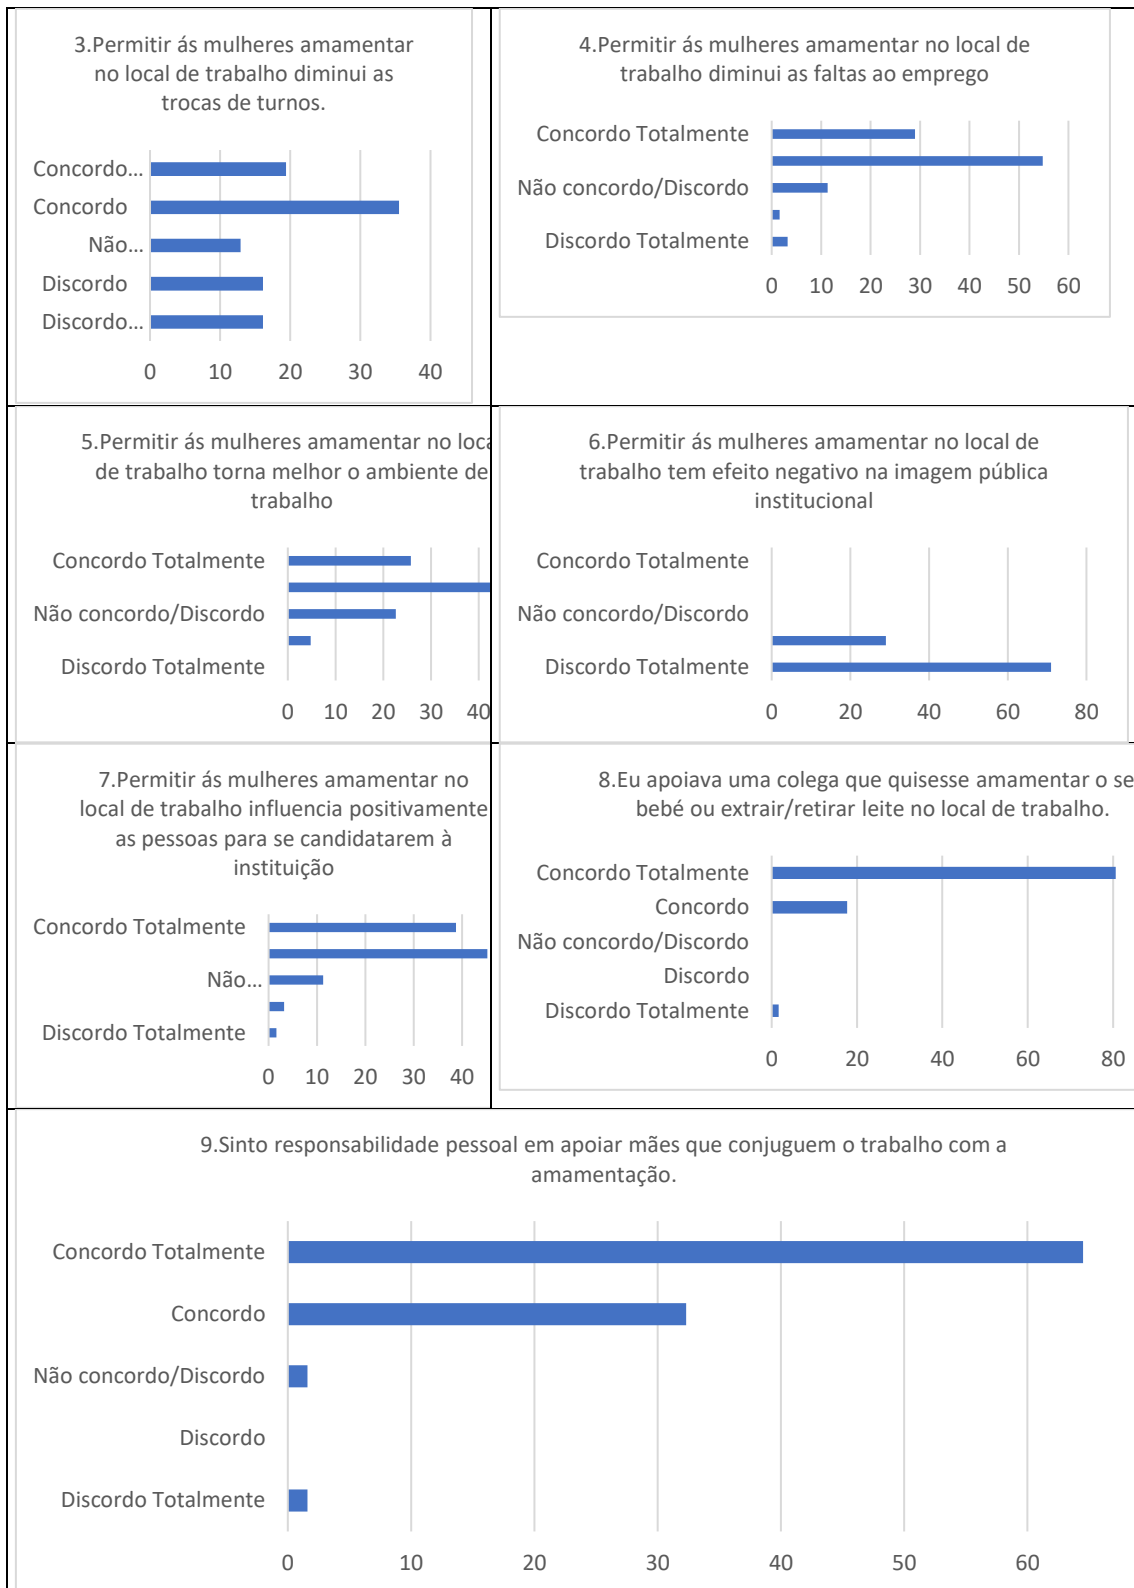 3.Permitir ás mulheres amamentar
no local de trabalho diminui as
trocas de turnos.
Concordo...
Concordo
Não...
Discordo
Discordo...
0 10 20 30 40
4.Permitir ás mulheres amamentar no local de
trabalho diminui as faltas ao emprego
Concordo Totalmente
Não concordo/Discordo
Discordo Totalmente
0 10 20 30 40 50 60
5.Permitir ás mulheres amamentar no loca
de trabalho torna melhor o ambiente de
trabalho
Concordo Totalmente
Não concordo/Discordo
Discordo Totalmente
0 10 20 30 40
6.Permitir ás mulheres amamentar no local de
trabalho tem efeito negativo na imagem pública
institucional
Concordo Totalmente
Não concordo/Discordo
Discordo Totalmente
0 20 40 60 80
7.Permitir ás mulheres amamentar no
local de trabalho influencia positivamente
as pessoas para se candidatarem à
instituição
Concordo Totalmente
Não...
Discordo Totalmente
0 10 20 30 40
8.Eu apoiava uma colega que quisesse amamentar o se
bebé ou extrair/retirar leite no local de trabalho.
Concordo Totalmente
Concordo
Não concordo/Discordo
Discordo
Discordo Totalmente
0 20 40 60 80
9.Sinto responsabilidade pessoal em apoiar mães que conjuguem o trabalho com a
amamentação.
Concordo Totalmente
Concordo
Não concordo/Discordo
Discordo
Discordo Totalmente
0 10 20 30 40 50 60